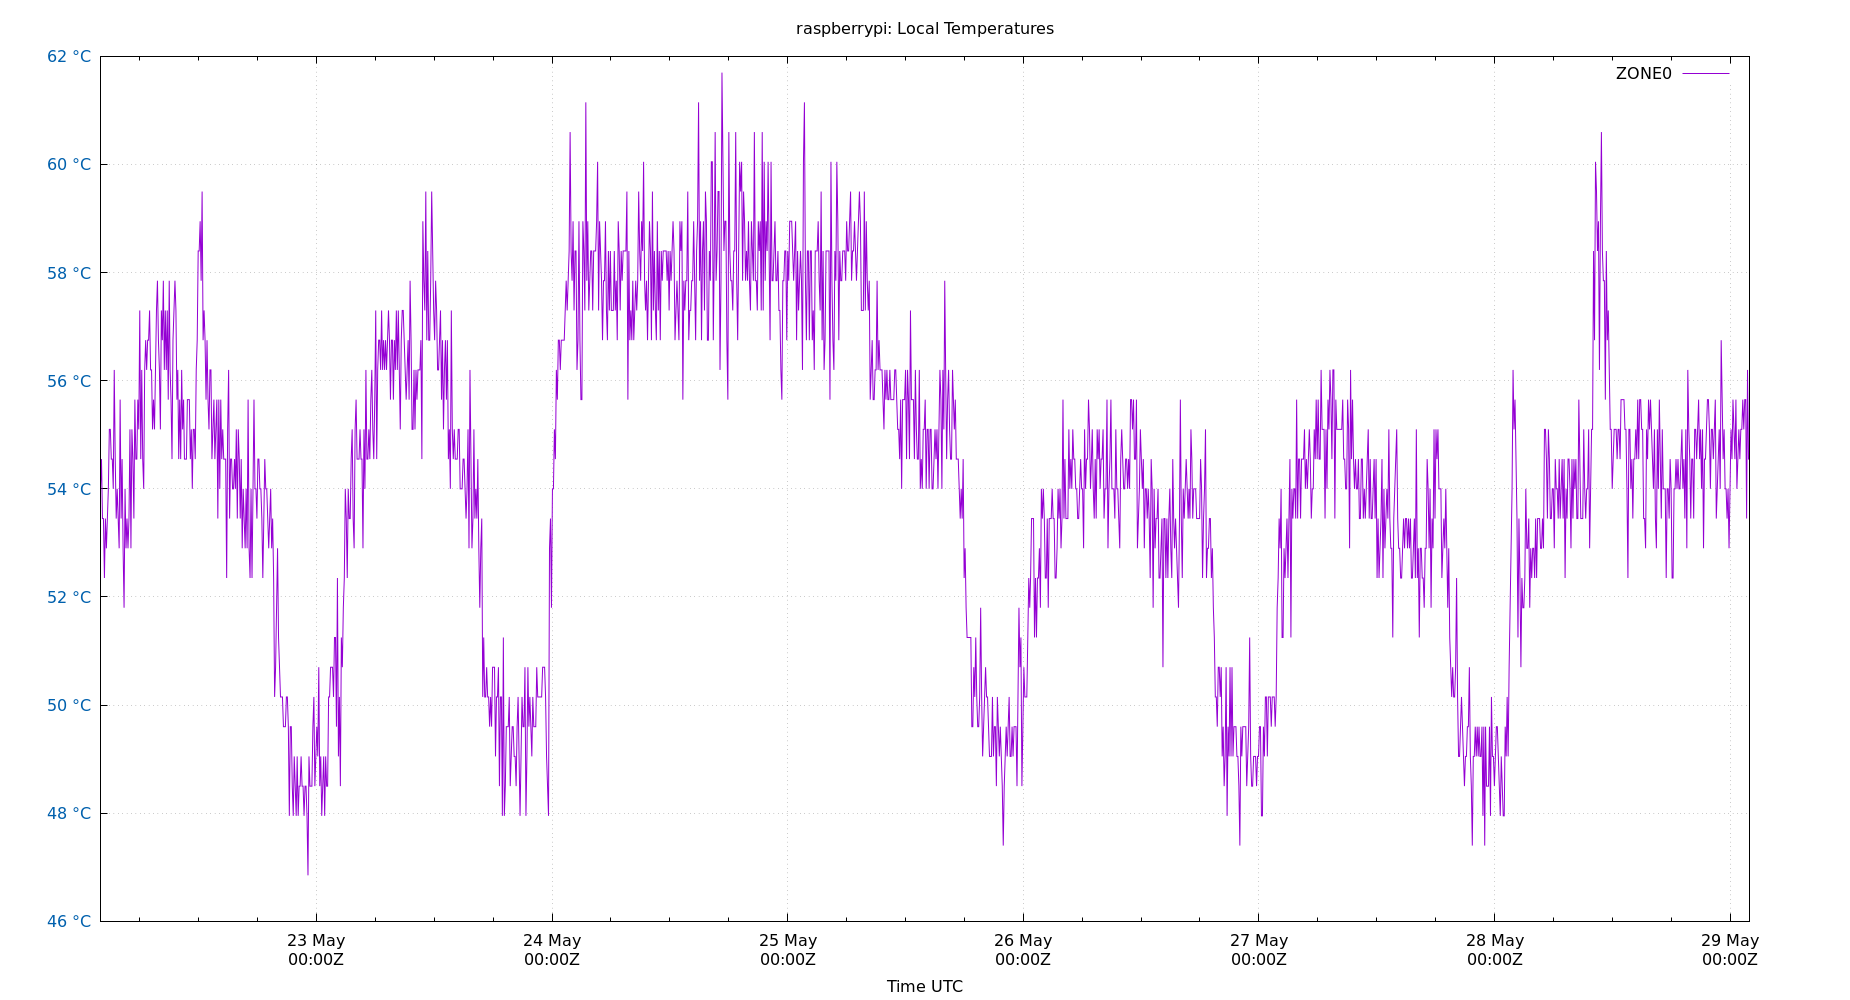 raspberrypi: Local Temperatures
62 °C
ZONE0
60 °C
58 °C
56 °C
54 °C
52 °C
50 °C
48 °C
46 °C
23 May 24 May 25 May 26 May 27 May 28 May 29 May
00:00Z 00:00Z 00:00Z 00:00Z 00:00Z 00:00Z 00:00Z
Time UTC